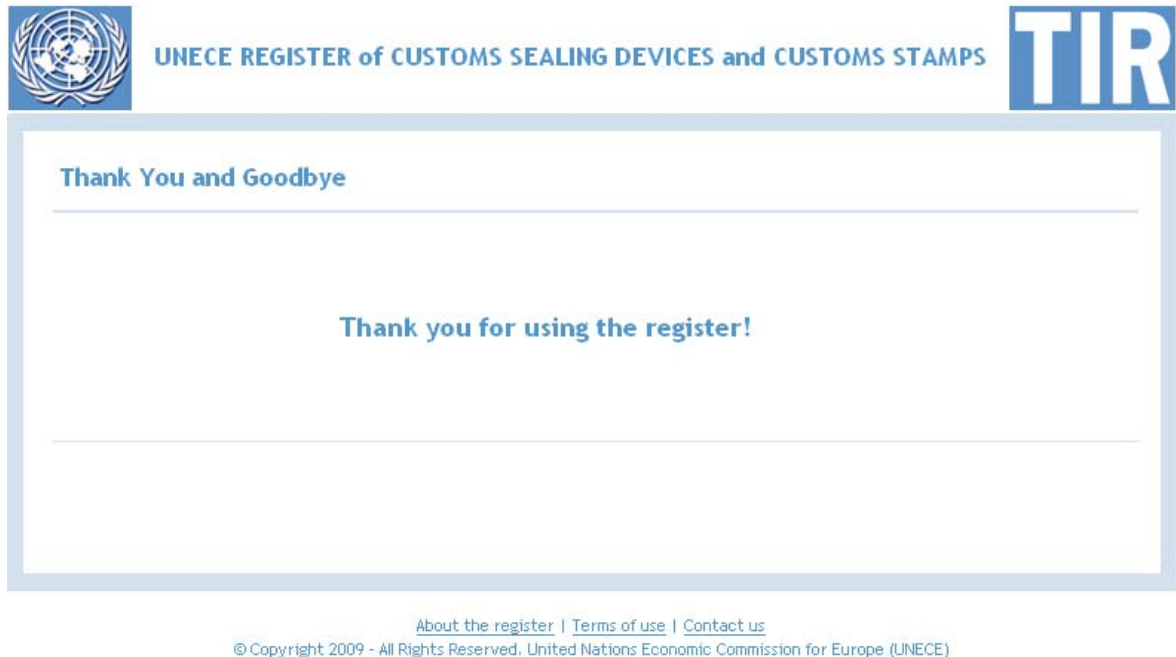 UNECE REGISTER of CUSTOMS SEALING DEVICES and CUSTOMS STAMPS
TIR
Thank You and Goodbye
Thank you for using the register!
About the register | Terms of use | Contact us
© Copyright 2009 - All Rights Reserved. United Nations Economic Commission for Europe (UNECE)